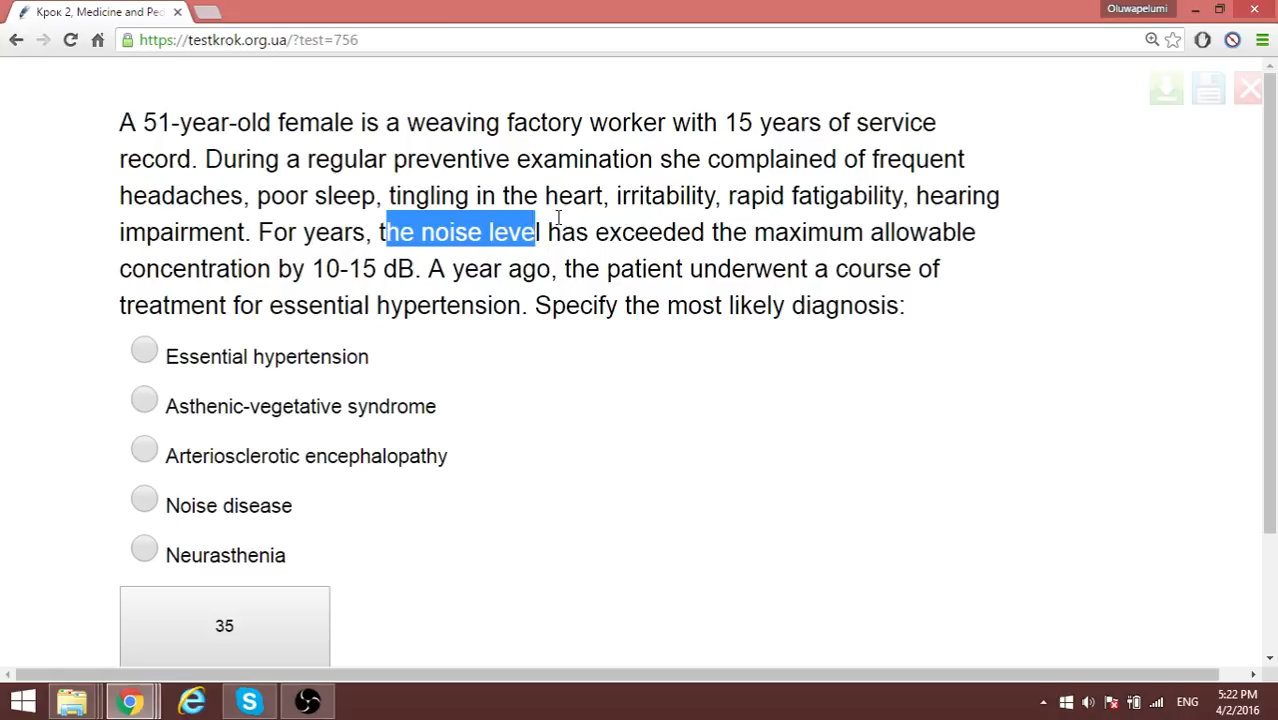 Крок 2, Medicine and Ped
Oluwapelumi
https://testkrok.org.ua/?test=756
A 51-year-old female is a weaving factory worker with 15 years of service
record. During a regular preventive examination she complained of frequent
headaches, poor sleep, tingling in the heart, irritability, rapid fatigability, hearing
impairment. For years, the noise level has exceeded the maximum allowable
concentration by 10-15 dB. A year ago, the patient underwent a course of
treatment for essential hypertension. Specify the most likely diagnosis:
Essential hypertension
Asthenic-vegetative syndrome
Arteriosclerotic encephalopathy
Noise disease
Neurasthenia
35
ENG
5:22 PM
4/2/2016